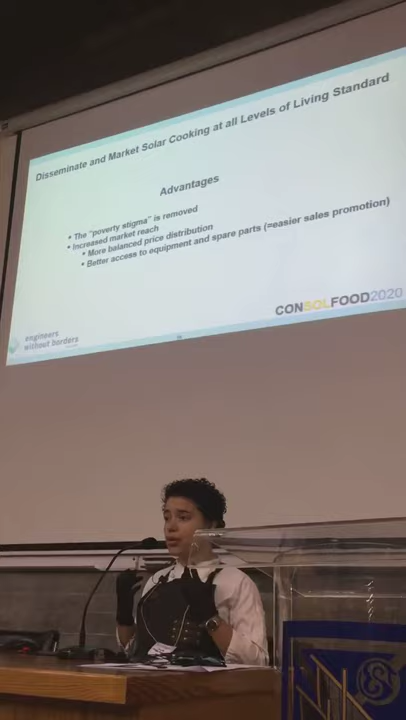 Disseminate and Market Solar Cooking at all Levels of Living Standard
Advantages
• The "poverty stigma" is removed
• Increased market reach
• More balanced price distribution
• Better access to equipment and spare parts (=easier sales promotion)
engineers
without borders
CONSOLFOOD2020